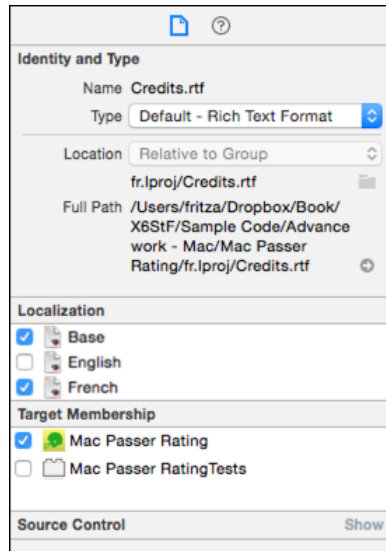 Identity and Type
Name Credits.rtf
Type Default - Rich Text Format
Location Relative to Group
fr.lproj/Credits.rtf
Full Path /Users/fritza/Dropbox/Book/
X6StF/Sample Code/Advance
work - Mac/Mac Passer
Rating/fr.lproj/Credits.rtf
Localization
Base
English
French
Target Membership
Mac Passer Rating
Mac Passer RatingTests
Source Control Show